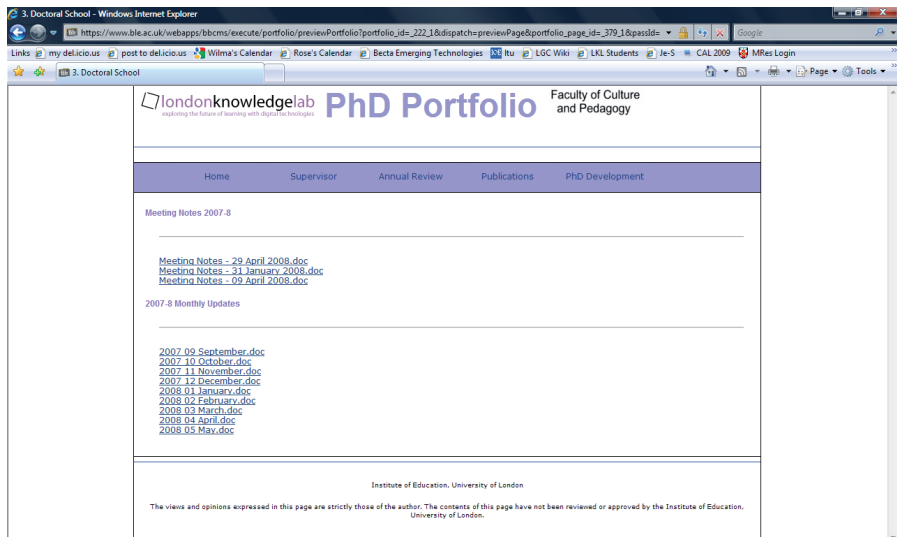 3. Doctoral School - Windows Internet Explorer
https://www.ble.ac.uk/webapps/bbcms/execute/portfolio/previewPortfolio?portfolio_id=_222_1&dispatch=previewPage&portfolio_page_id=_379_1&passId= Google
Links my del.icio.us post to del.icio.us Wilma's Calendar Rose's Calendar Becta Emerging Technologies ltu LGC Wiki LKL Students Je-S CAL 2009 MRes Login
3. Doctoral School Page Tools
londonknowledgelab PhD Portfolio Faculty of Culture
exploring the future of learning with digital technologies and Pedagogy
Home Supervisor Annual Review Publications PhD Development
Meeting Notes 2007-8
Meeting Notes - 29 April 2008.doc
Meeting Notes - 31 January 2008.doc
Meeting Notes - 09 April 2008.doc
2007-8 Monthly Updates
2007 09 September.doc
2007 10 October.doc
2007 11 November.doc
2007 12 December.doc
2008 01 January.doc
2008 02 February.doc
2008 03 March.doc
2008 04 April.doc
2008 05 May.doc
Institute of Education, University of London
The views and opinions expressed in this page are strictly those of the author. The contents of this page have not been reviewed or approved by the Institute of Education,
University of London.